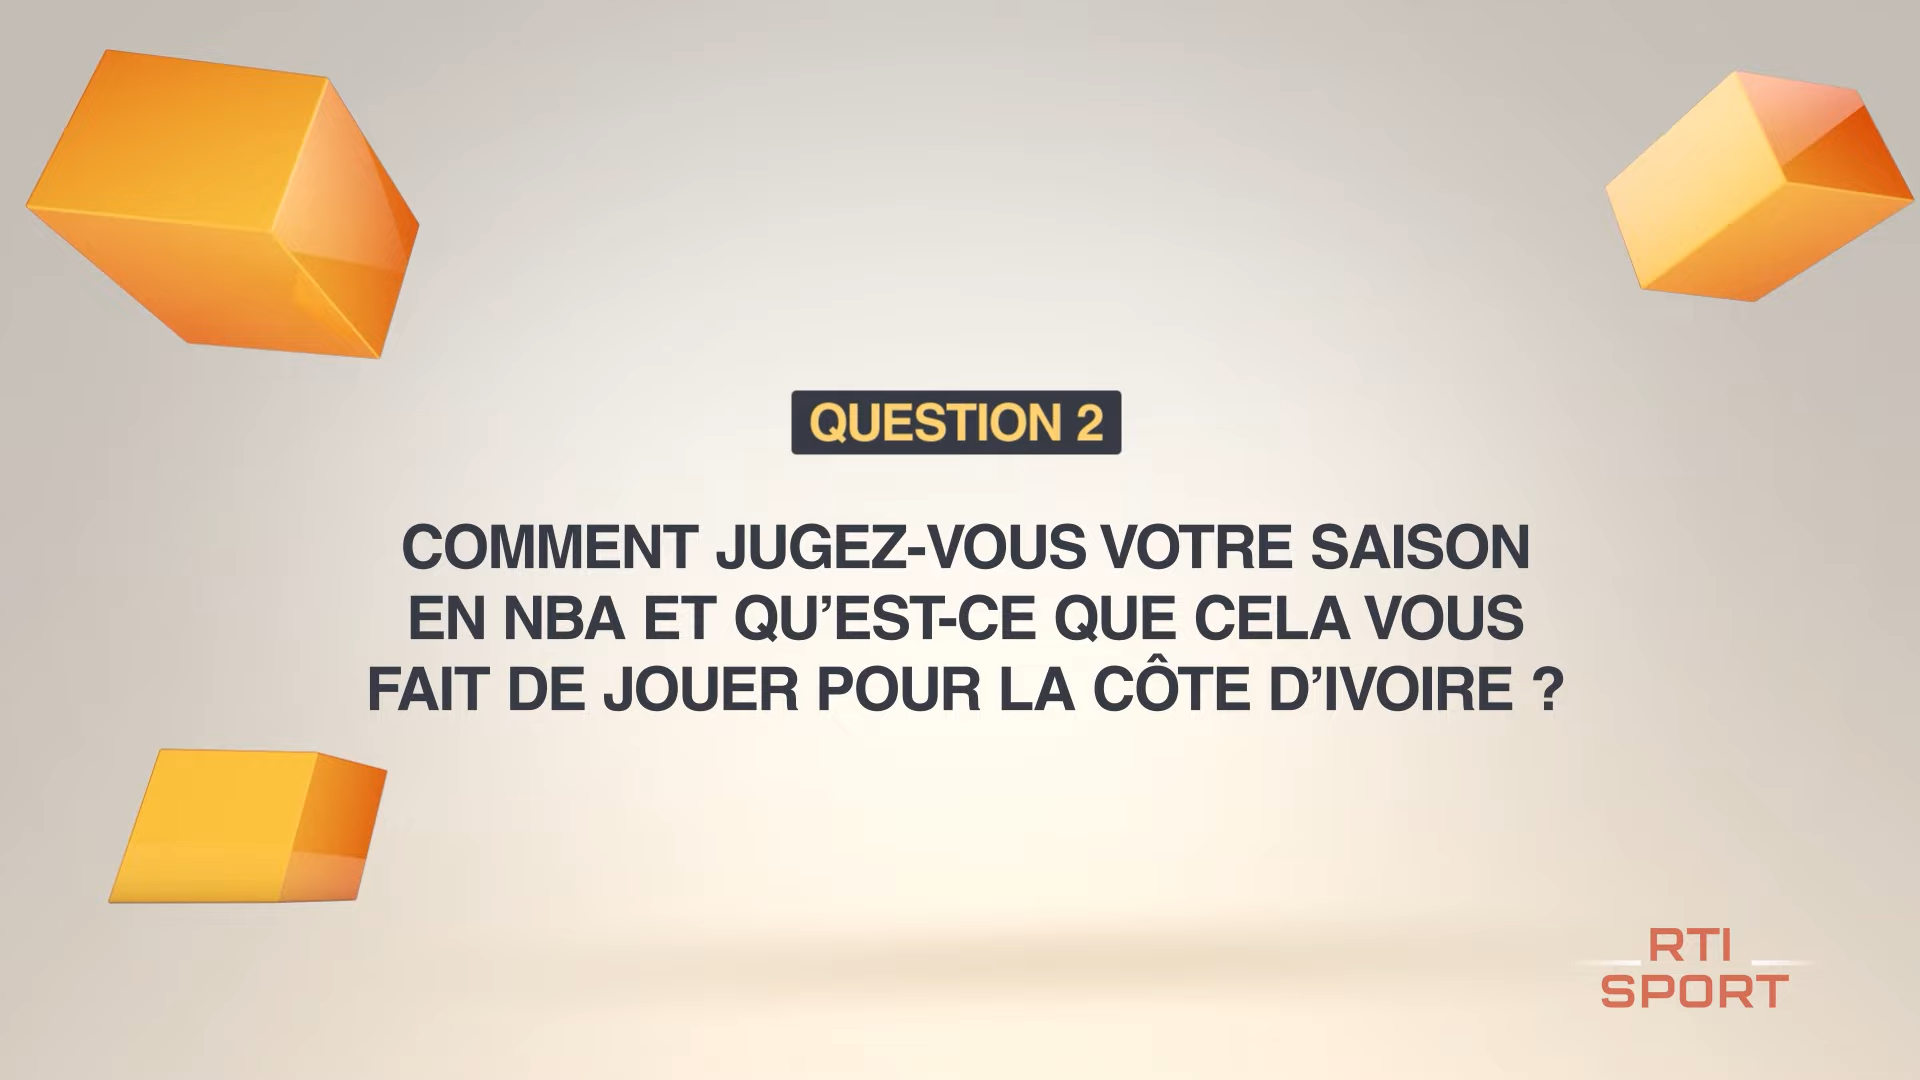 QUESTION 2
COMMENT JUGEZ-VOUS VOTRE SAISON
EN NBA ET QU’EST-CE QUE CELA VOUS
FAIT DE JOUER POUR LA CÔTE D’IVOIRE ?
RTI
SPORT